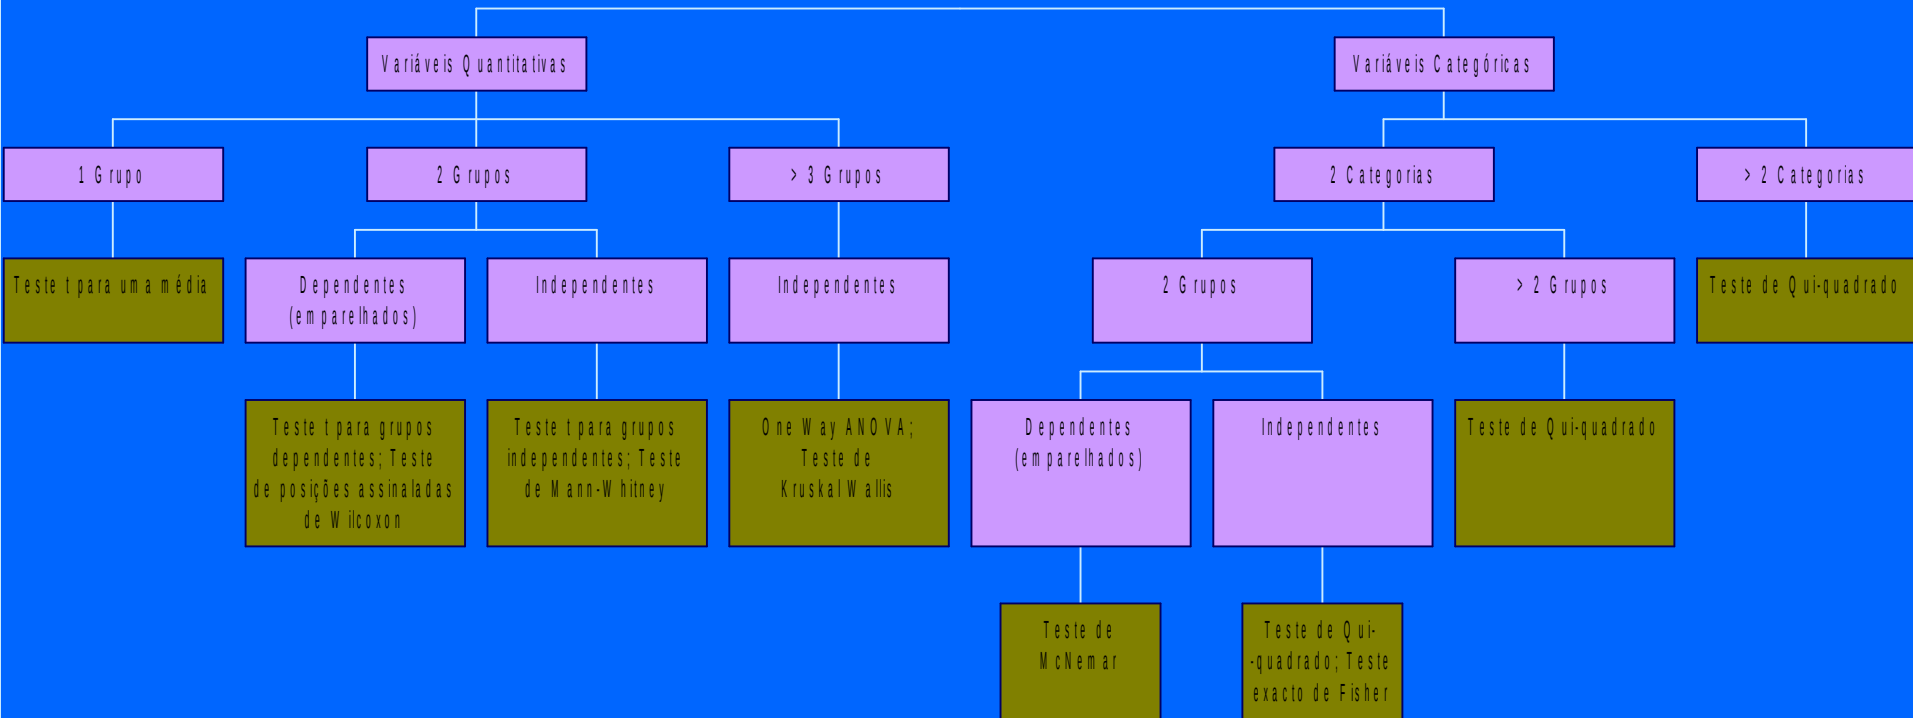 Variáveis Quantitativas
Variáveis Categóricas
1 Grupo
2 Grupos
> 3 Grupos
2 Categorias
> 2 Categorias
Teste t para uma média
Dependentes
(emparelhados)
Independentes
Independentes
2 Grupos
> 2 Grupos
Teste de Qui-quadrado
Teste t para grupos
dependentes; Teste
de posições assinaladas
de Wilcoxon
Teste t para grupos
independentes; Teste
de Mann-Whitney
One Way ANOVA;
Teste de
Kruskal Wallis
Dependentes
(emparelhados)
Independentes
Teste de Qui-quadrado
Teste de
McNemar
Teste de Qui-
-quadrado; Teste
exacto de Fisher